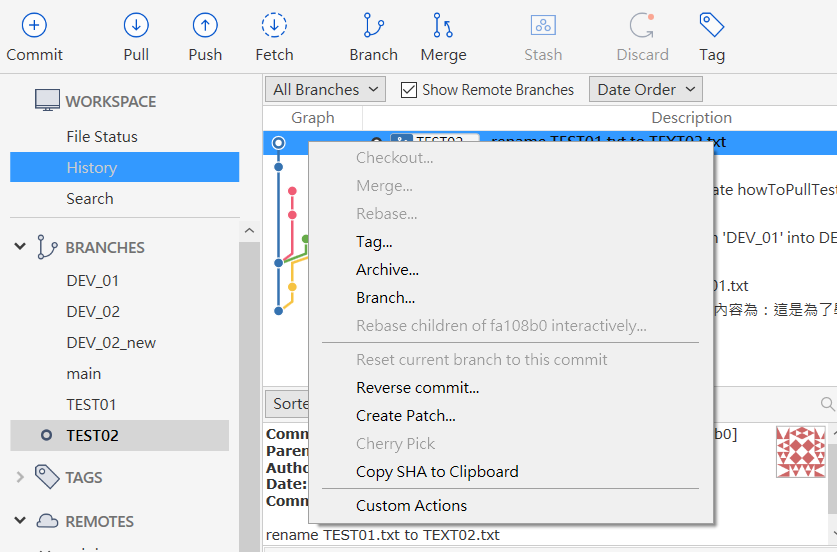 Commit Pull Push Fetch Branch Merge Stash Discard Tag
All Branches Show Remote Branches Date Order
Graph Description
WORKSPACE
File Status
History
Search
BRANCHES
DEV_01
DEV_02
DEV_02_new
main
TEST01
TEST02
TAGS
REMOTES
rename TEST01.txt to TEXT02.txt
ate howToPullTest
'DEV_01' into DE
01.txt
內容為：這是為了
Checkout...
Merge...
Rebase...
Tag...
Archive...
Branch...
Rebase children of fa108b0 interactively...
Reset current branch to this commit
Reverse commit...
Create Patch...
Cherry Pick
Copy SHA to Clipboard
Custom Actions
Sorte
Comm
b0]
Paren
Autho
Date:
Comm
rename TEST01.txt to TEXT02.txt